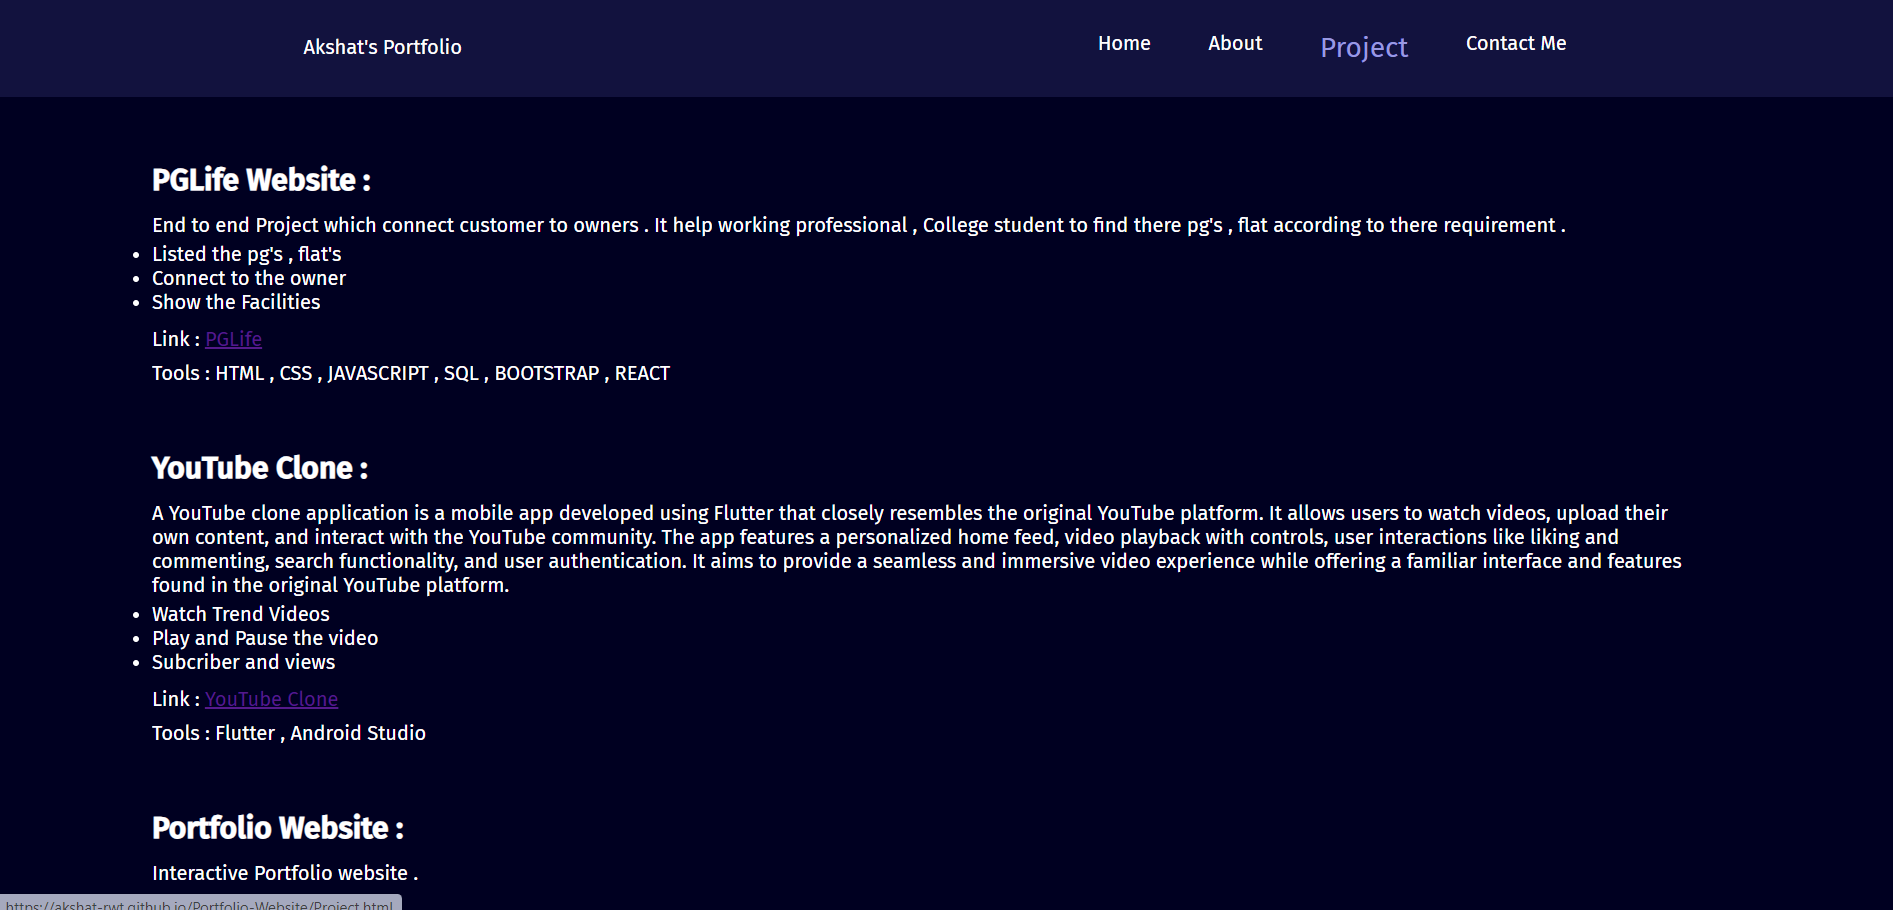 Akshat's Portfolio
Home
About
Project
Contact Me
PGLife Website :
End to end Project which connect customer to owners . It help working professional , College student to find there pg's , flat according to there requirement .
• Listed the pg's , flat's
• Connect to the owner
• Show the Facilities
Link : PGLife
Tools : HTML , CSS , JAVASCRIPT , SQL , BOOTSTRAP , REACT
YouTube Clone :
A YouTube clone application is a mobile app developed using Flutter that closely resembles the original YouTube platform. It allows users to watch videos, upload their
own content, and interact with the YouTube community. The app features a personalized home feed, video playback with controls, user interactions like liking and
commenting, search functionality, and user authentication. It aims to provide a seamless and immersive video experience while offering a familiar interface and features
found in the original YouTube platform.
• Watch Trend Videos
• Play and Pause the video
• Subcriber and views
Link : YouTube Clone
Tools : Flutter , Android Studio
Portfolio Website :
Interactive Portfolio website .
https://akshat-rwt.github.io/Portfolio-Website/Project.html